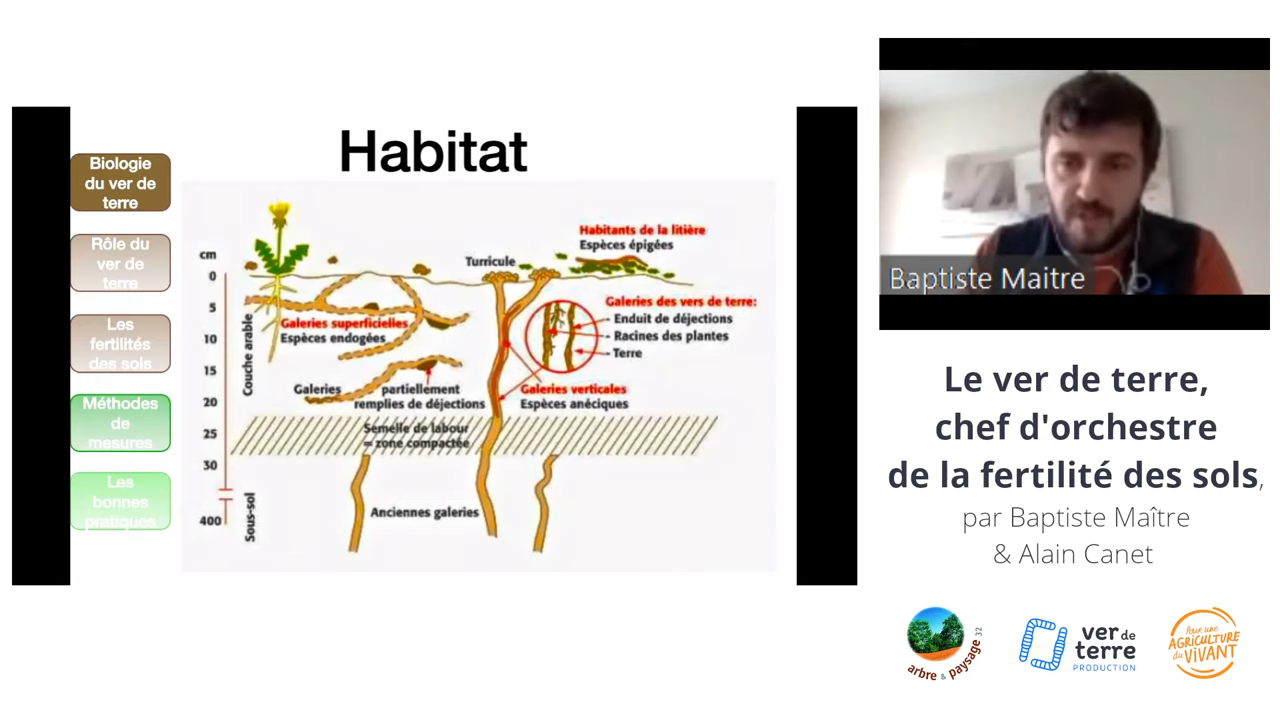 Habitat
Biologie
du ver de
terre
Rôle du
ver de
terre
Les
fertilités
des sols
Méthodes
de
mesures
Les
bonnes
pratiques
cm
0
5
10
15
20
25
30
400
Couche arable
Sous-sol
Turricule
Habitants de la litière
Espèces épigées
Galeries superficielles
Espèces endogées
Galeries des vers de terre:
Enduit de déjections
Racines des plantes
Terre
Galeries partiellement
remplies de déjections
Galeries verticales
Espèces anéciques
Semelle de labour
= zone compactée
Anciennes galeries
Baptiste Maitre
Le ver de terre,
chef d'orchestre
de la fertilité des sols,
par Baptiste Maître
& Alain Canet
arbre & paysage 32
ver de
terre
PRODUCTION
Pour une
AGRICULTURE
du VIVANT